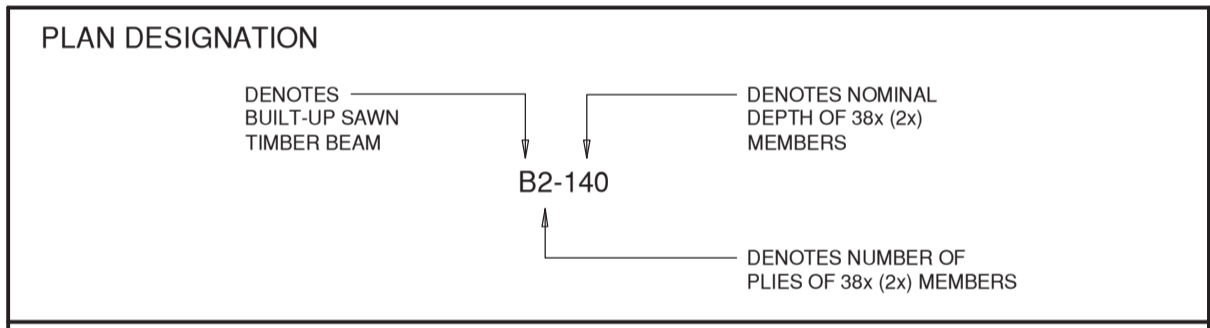 PLAN DESIGNATION
DENOTES
BUILT-UP SAWN
TIMBER BEAM
DENOTES NOMINAL
DEPTH OF 38x (2x)
MEMBERS
B2-140
DENOTES NUMBER OF
PLIES OF 38x (2x) MEMBERS